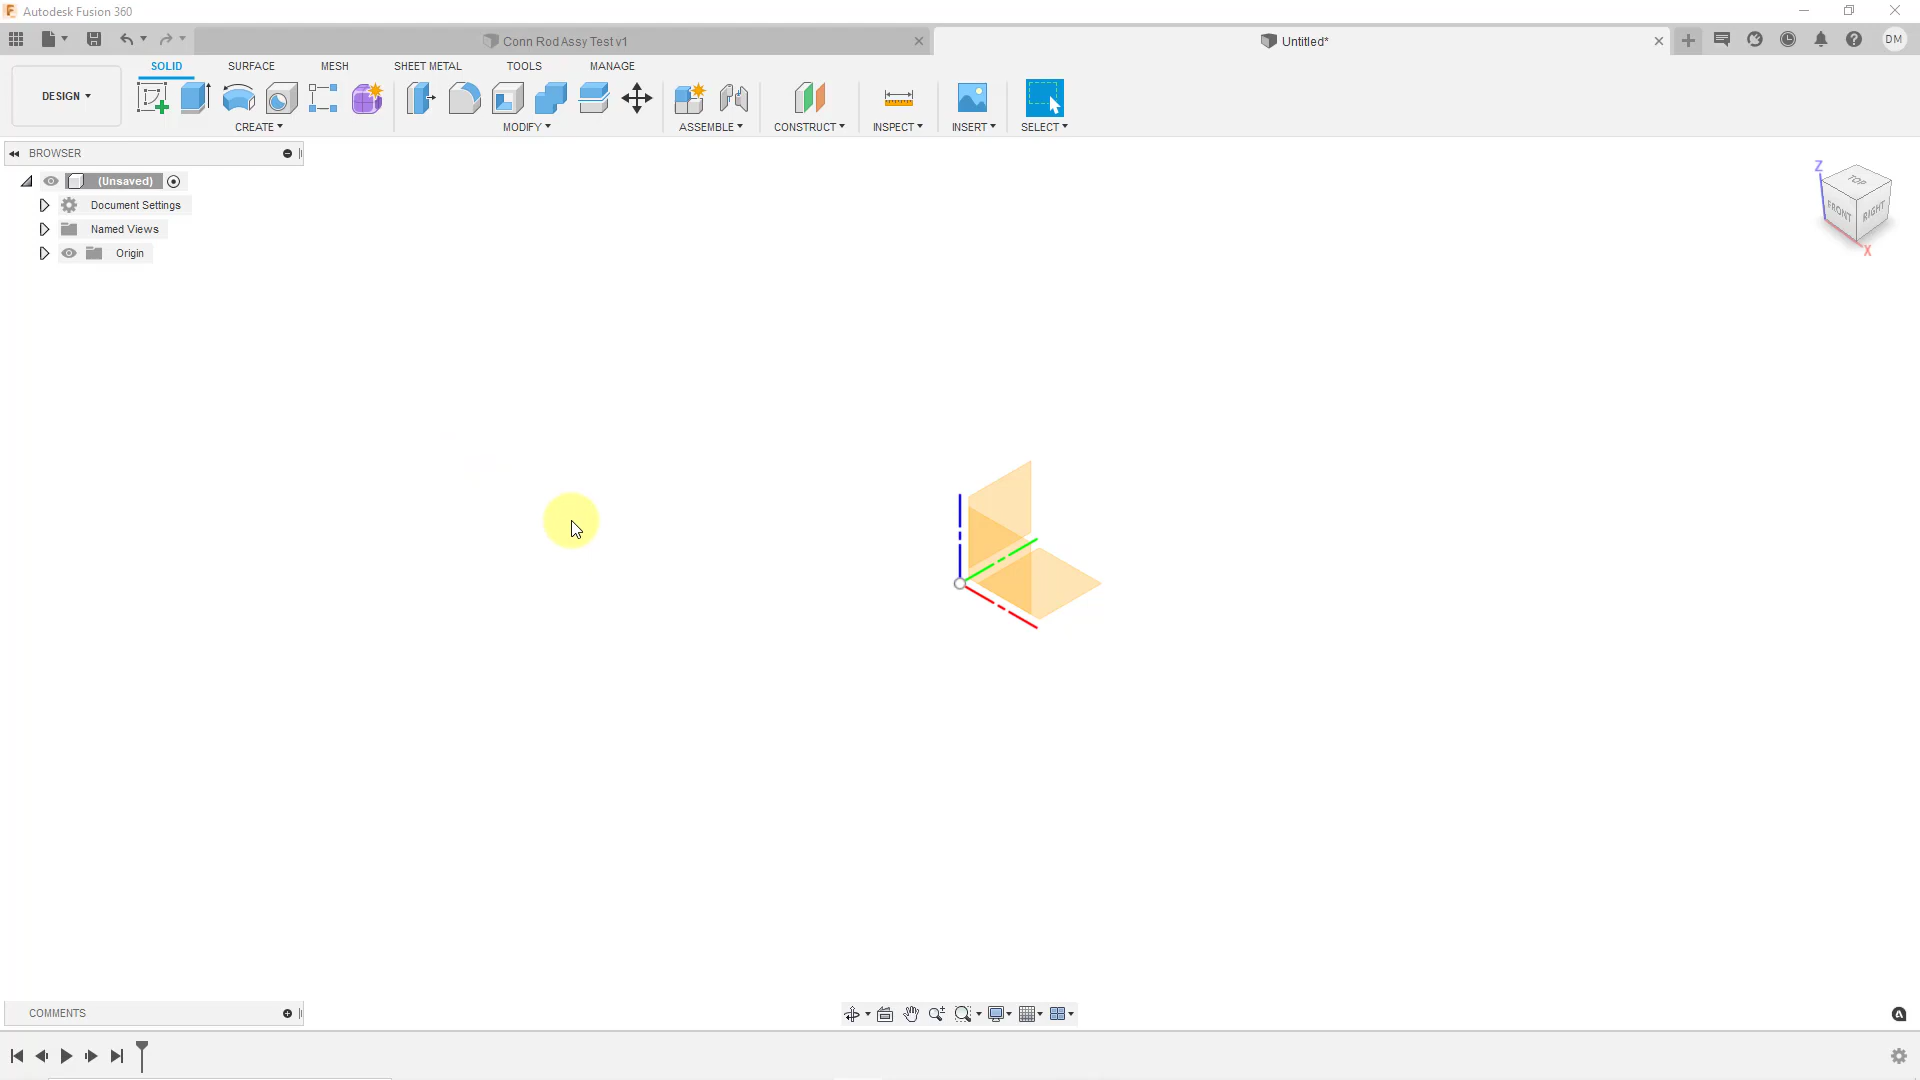 Autodesk Fusion 360
Conn Rod Assy Test v1
Untitled*
DM
DESIGN
SOLID
SURFACE
MESH
SHEET METAL
TOOLS
MANAGE
CREATE
MODIFY
ASSEMBLE
CONSTRUCT
INSPECT
INSERT
SELECT
BROWSER
(Unsaved)
Document Settings
Named Views
Origin
Z
TOP
FRONT
RIGHT
X
COMMENTS